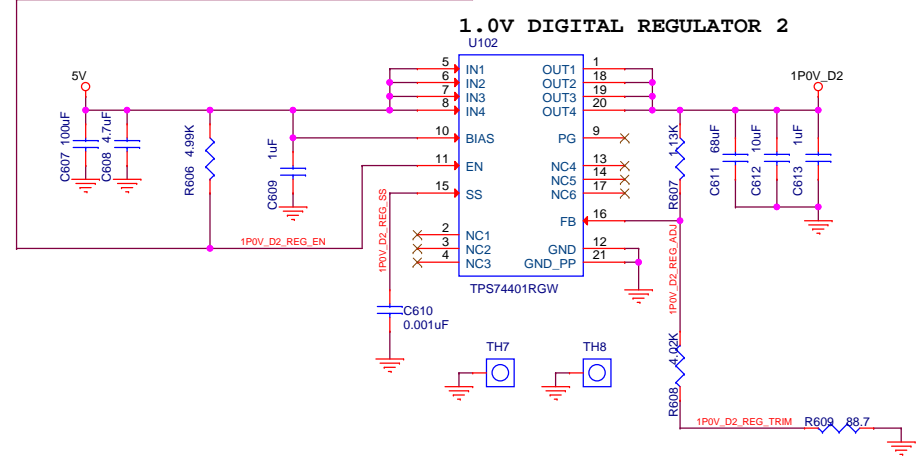 1.0V DIGITAL REGULATOR 2
U102
5V
1P0V_D2
5 IN1 OUT1 1
6 IN2 OUT2 18
7 IN3 OUT3 19
8 IN4 OUT4 20
10 BIAS PG 9
11 EN NC4 13
NC5 14
15 SS NC6 17
FB 16
2 NC1
3 NC2 GND 12
4 NC3 GND_PP 21
TPS74401RGW
C607 100uF
C608 4.7uF
R606 4.99K
C609 1uF
1P0V_D2_REG_SS
1P0V_D2_REG_EN
R607 1.13K
C611 68uF
C612 10uF
C613 1uF
1P0V_D2_REG_ADJ
C610
0.001uF
TH7
TH8
R608 4.02K
1P0V_D2_REG_TRIM
R609 88.7